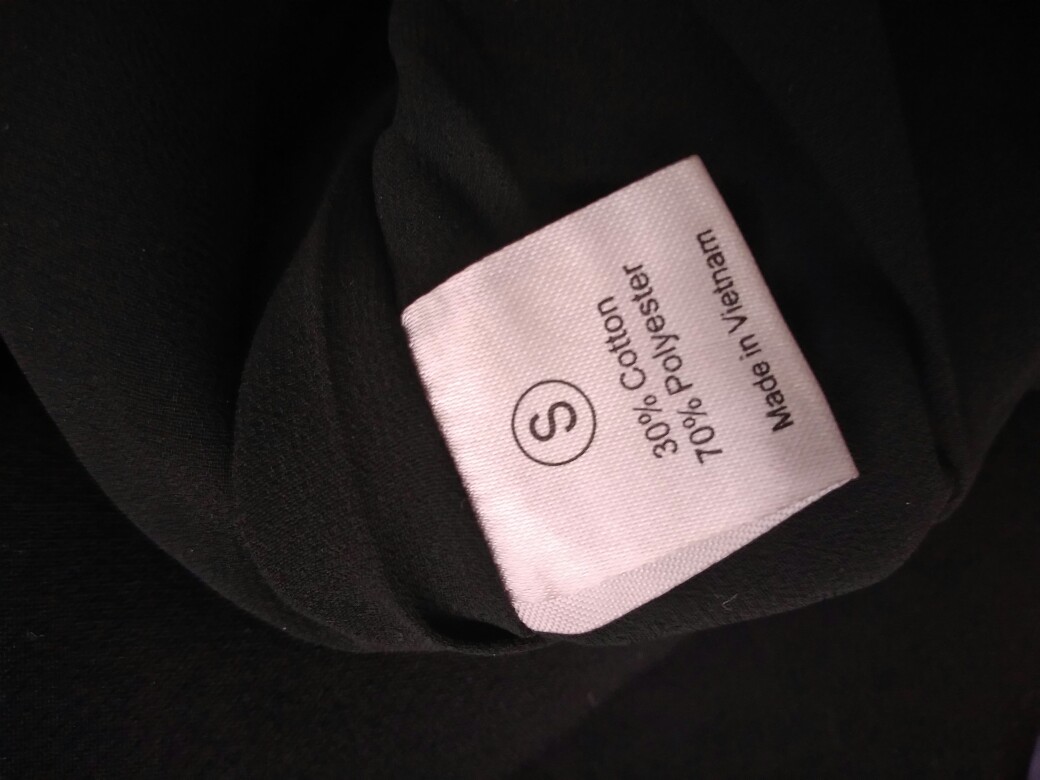 S
30% Cotton
70% Polyester
Made in Vietnam